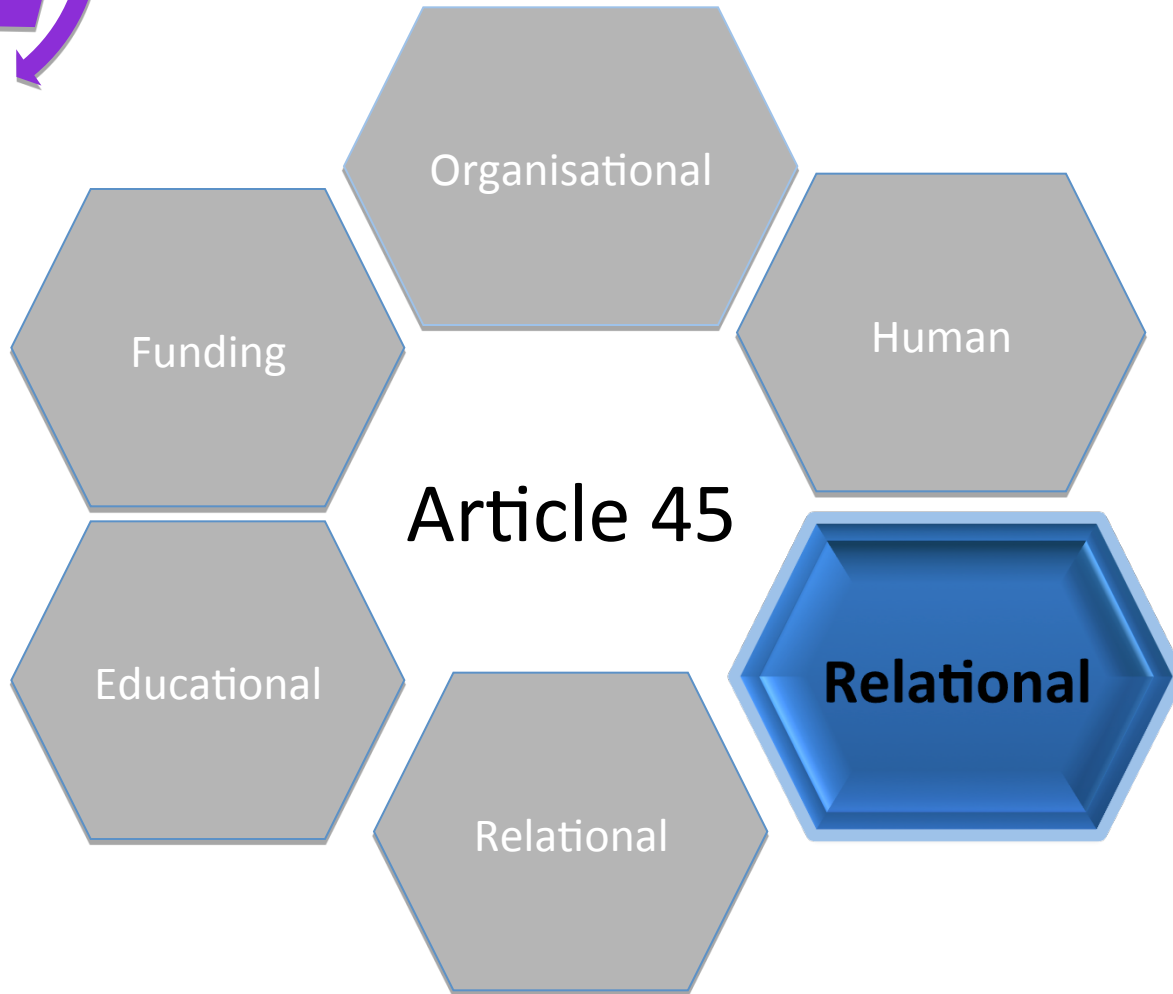 Organisational
Human
Funding
Article 45
Relational
Educational
Relational